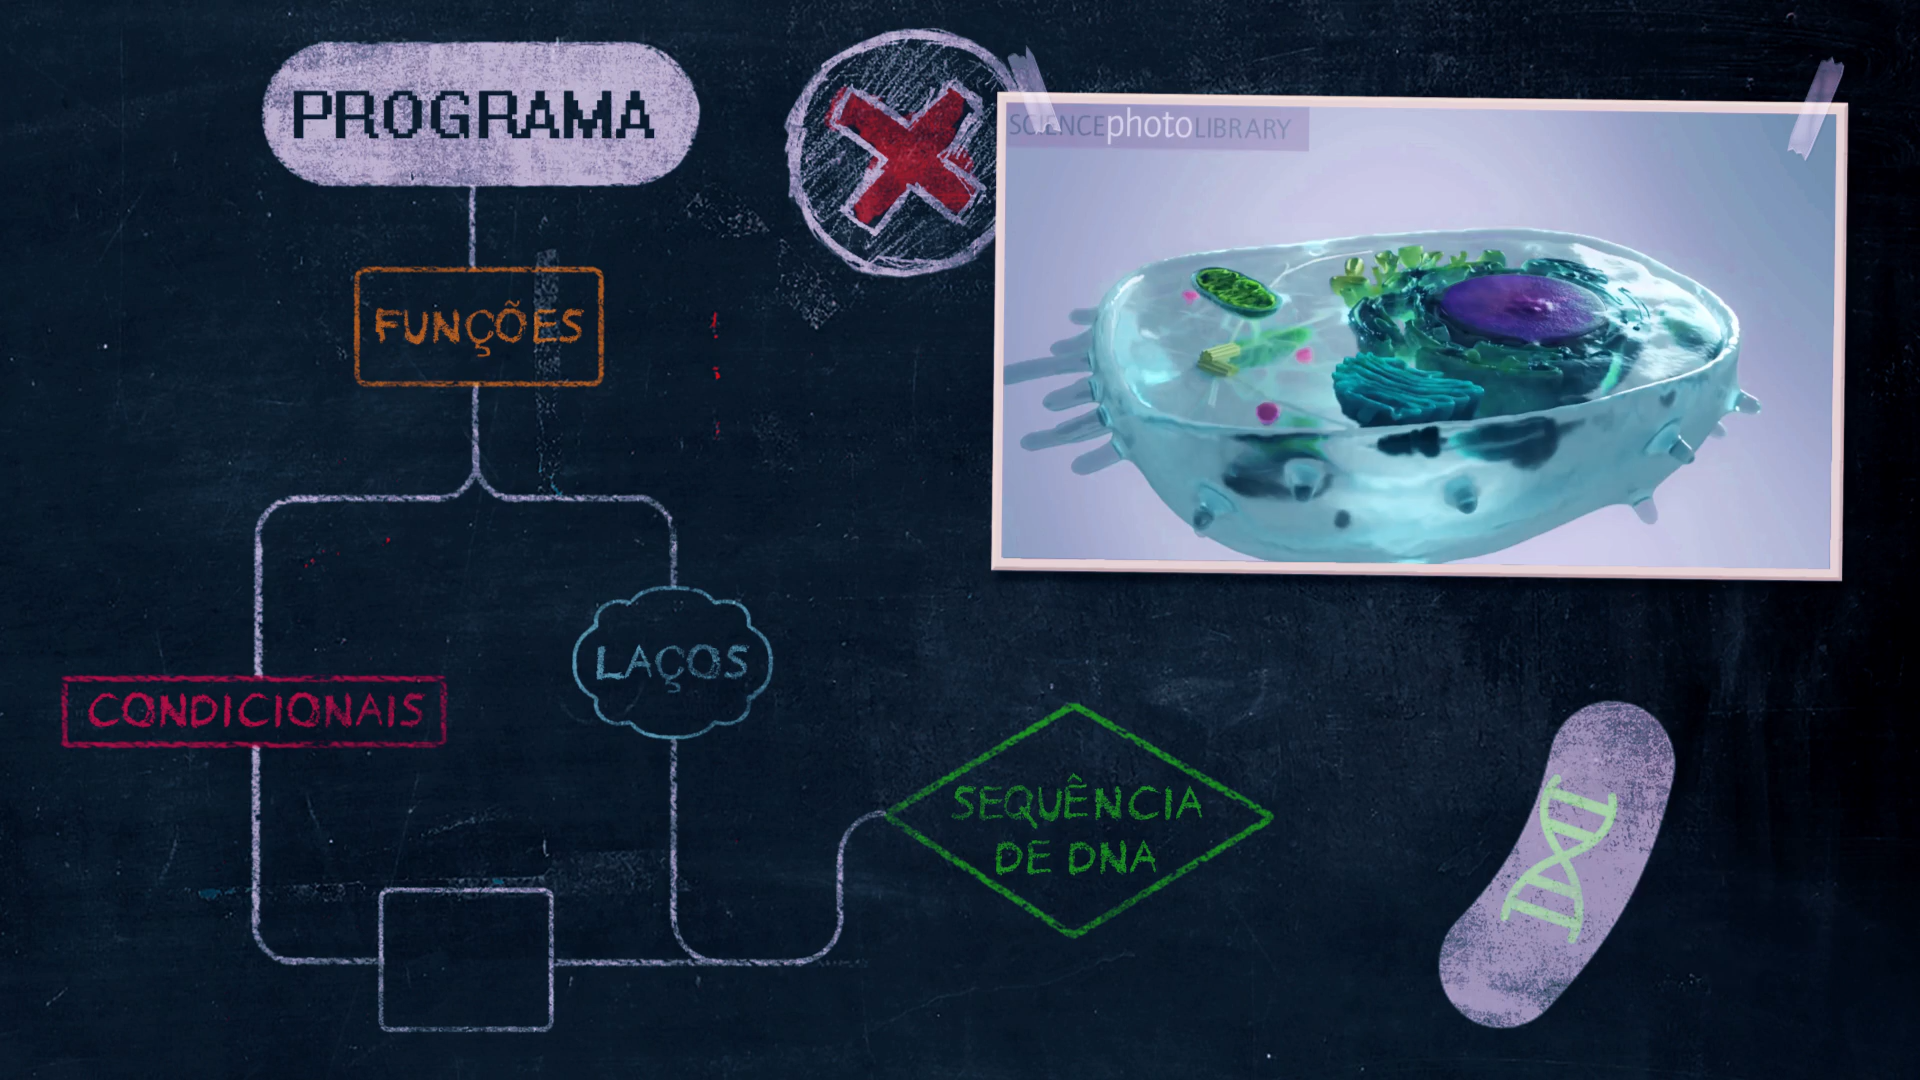 PROGRAMA
SCIENCEphotoLIBRARY
FUNÇÕES
LAÇOS
CONDICIONAIS
SEQUÊNCIA
DE DNA